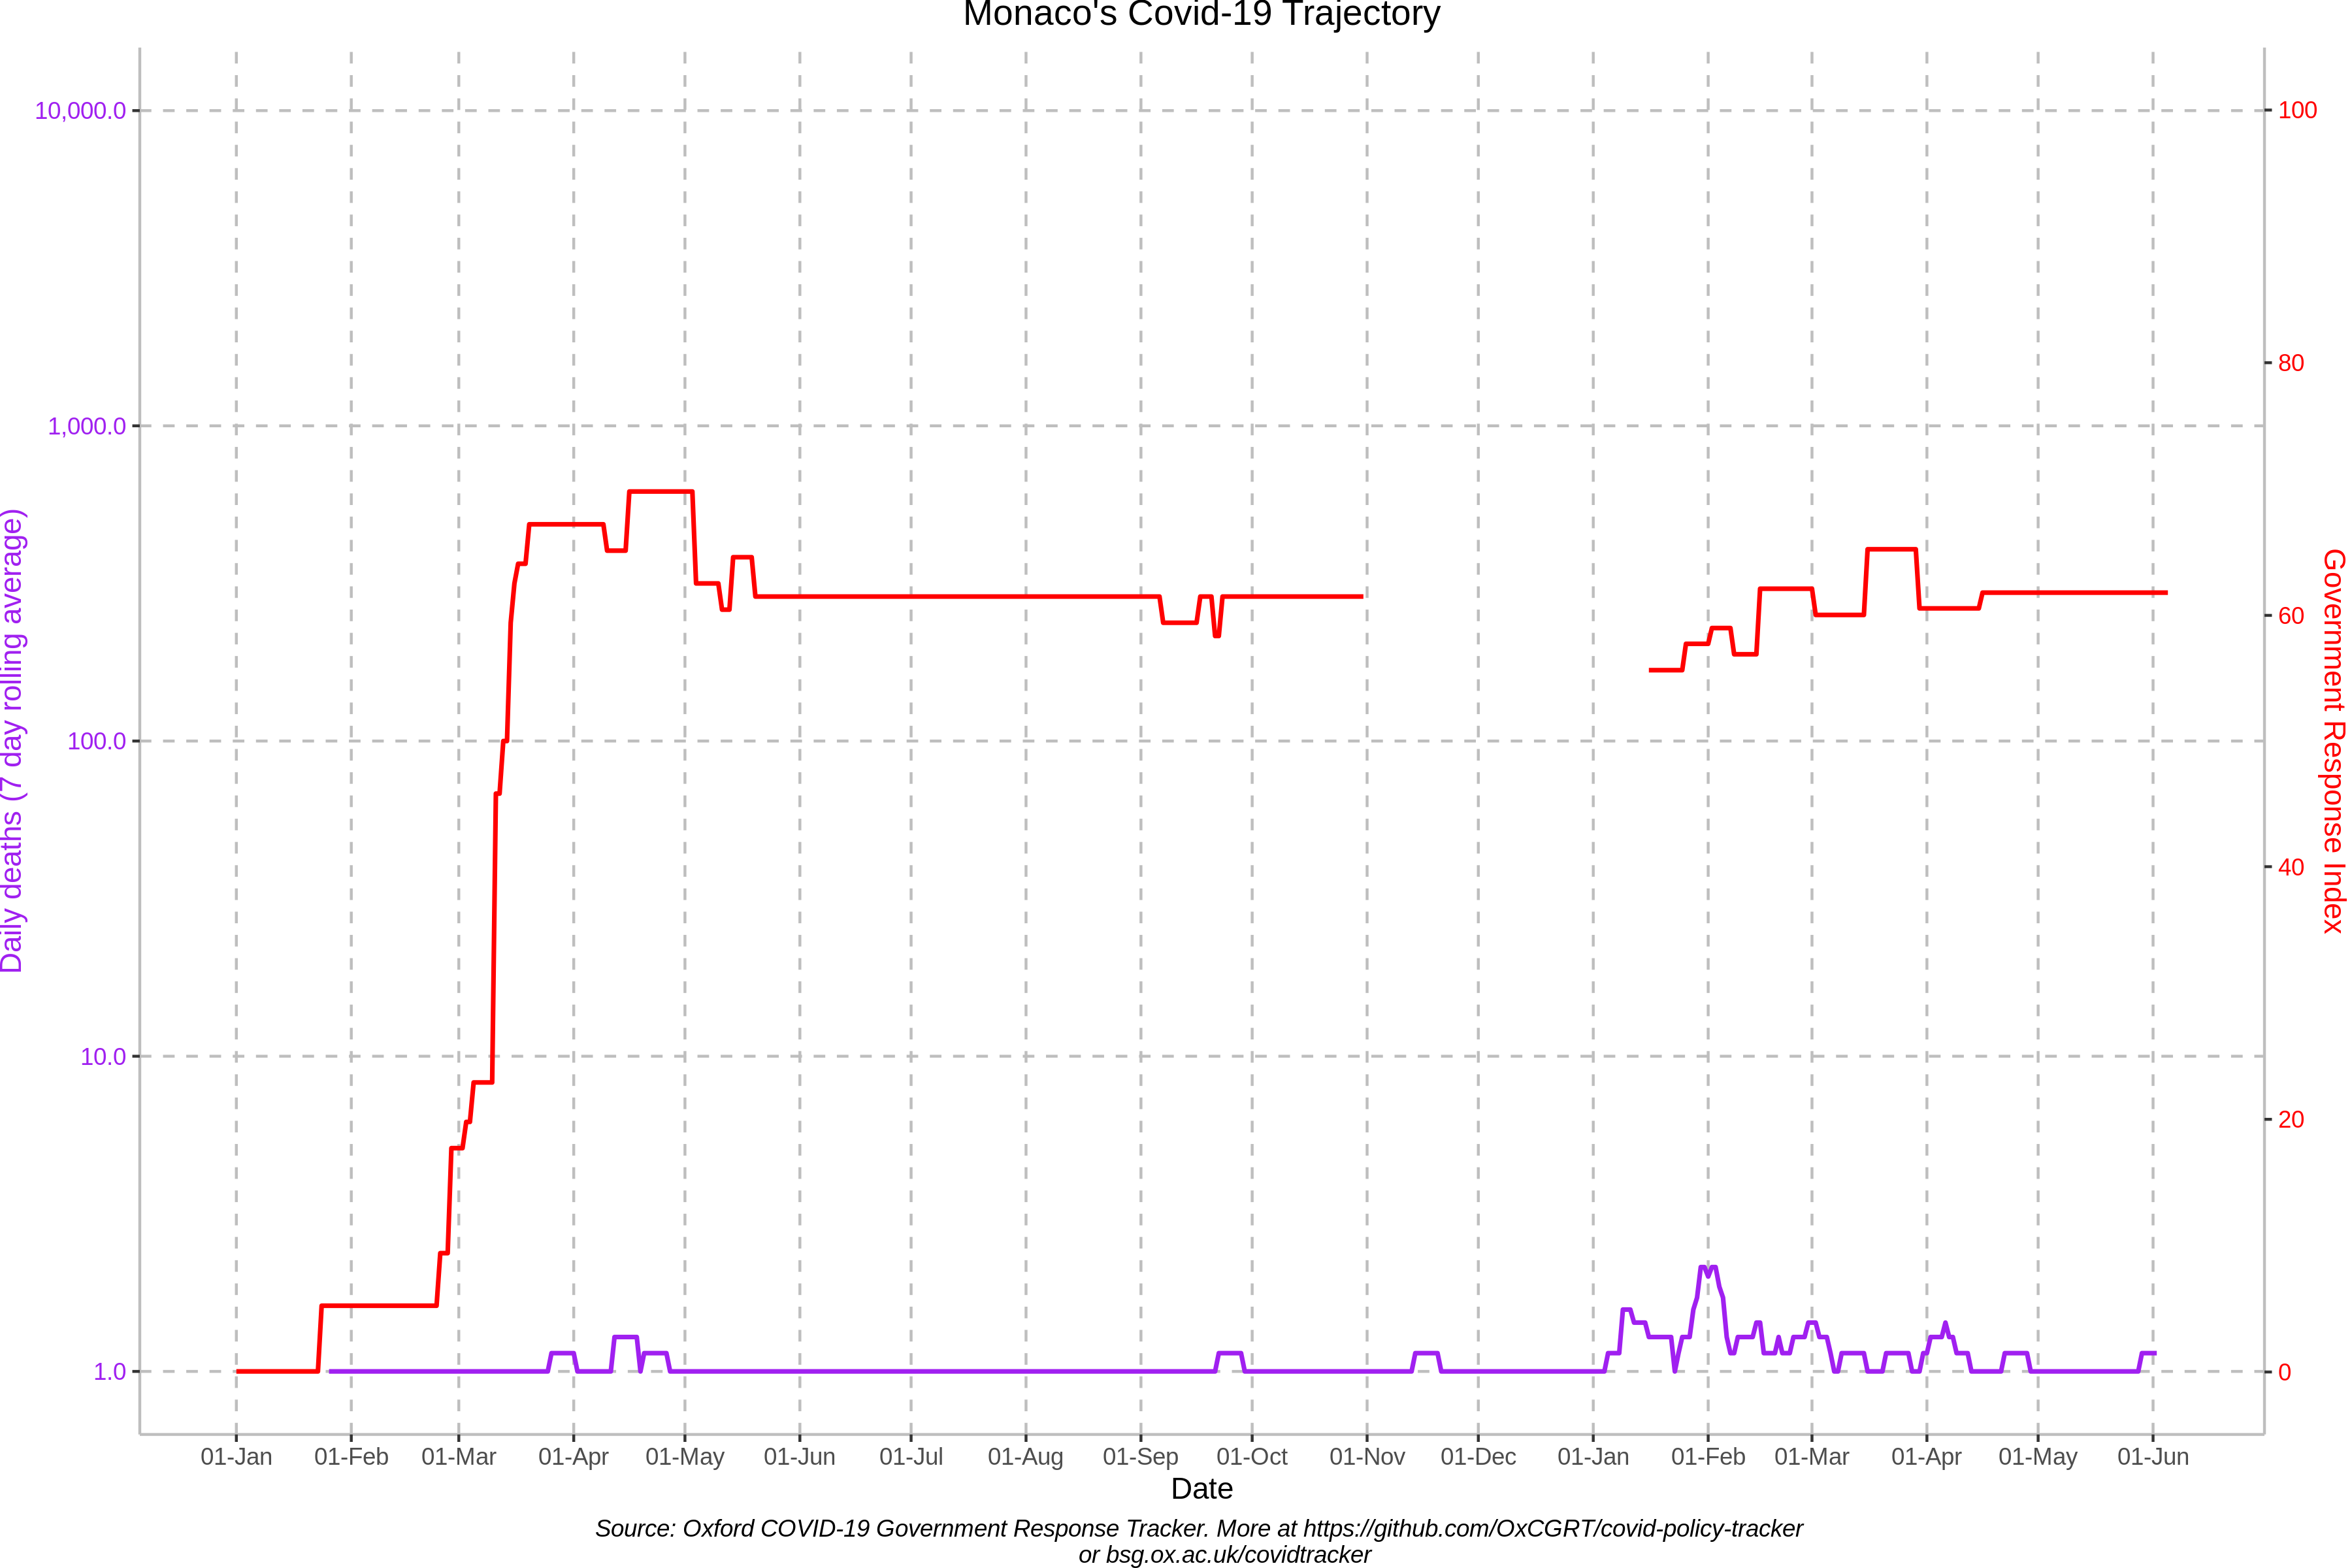 Monaco's Covid-19 Trajectory
10,000.0
1,000.0
100.0
10.0
1.0
Daily deaths (7 day rolling average)
100
80
60
40
20
0
Government Response Index
01-Jan 01-Feb 01-Mar 01-Apr 01-May 01-Jun 01-Jul 01-Aug 01-Sep 01-Oct 01-Nov 01-Dec 01-Jan 01-Feb 01-Mar 01-Apr 01-May 01-Jun
Date
Source: Oxford COVID-19 Government Response Tracker. More at https://github.com/OxCGRT/covid-policy-tracker
or bsg.ox.ac.uk/covidtracker